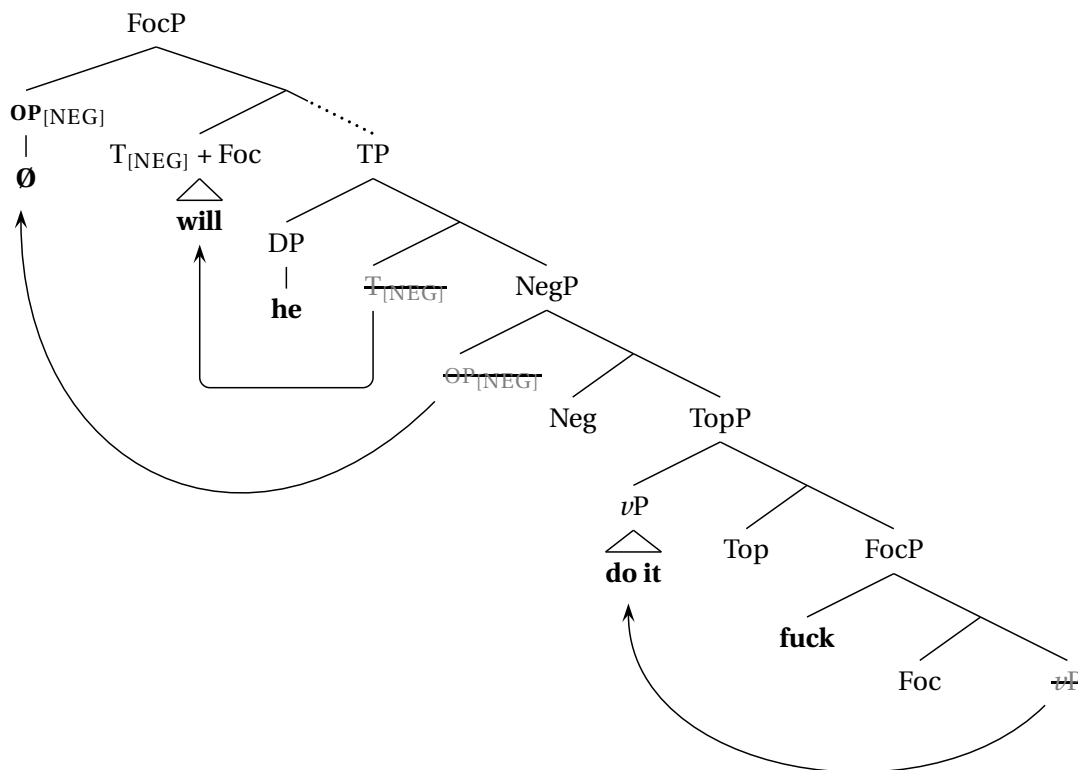 FocP
OP[NEG]
Ø
T[NEG] + Foc
will
TP
DP
he
T[NEG]
NegP
OP[NEG]
Neg
TopP
vP
do it
Top
FocP
fuck
Foc
vP